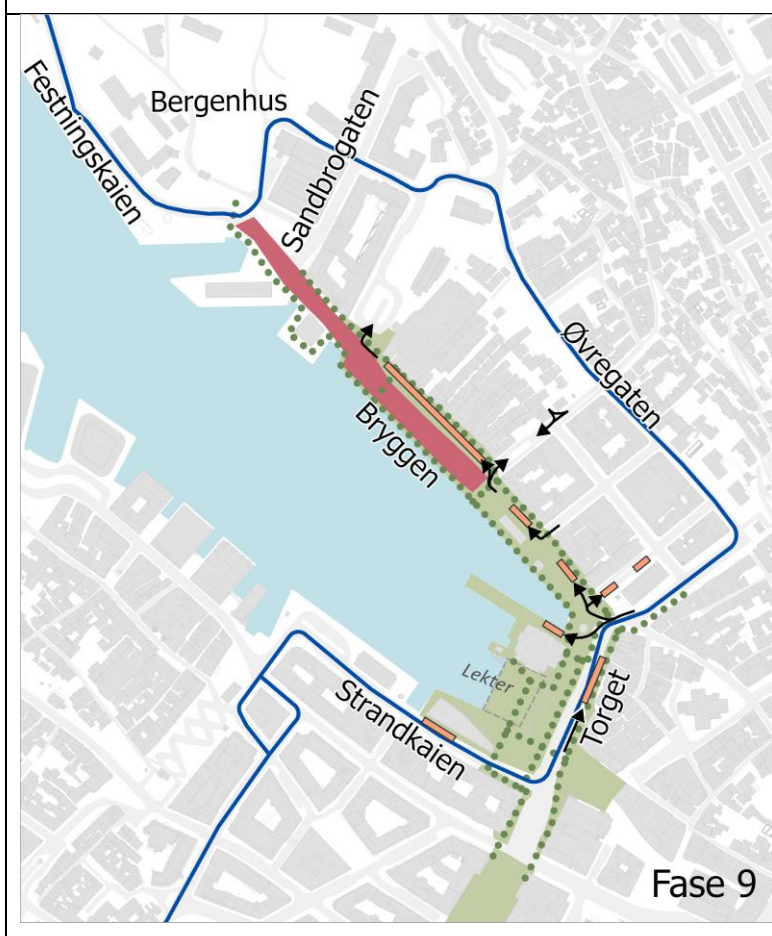 Festningskaien
Bergenhus
Sandbrogaten
Øvregaten
Bryggen
Lekter
Strandkaien
Torget
Fase 9